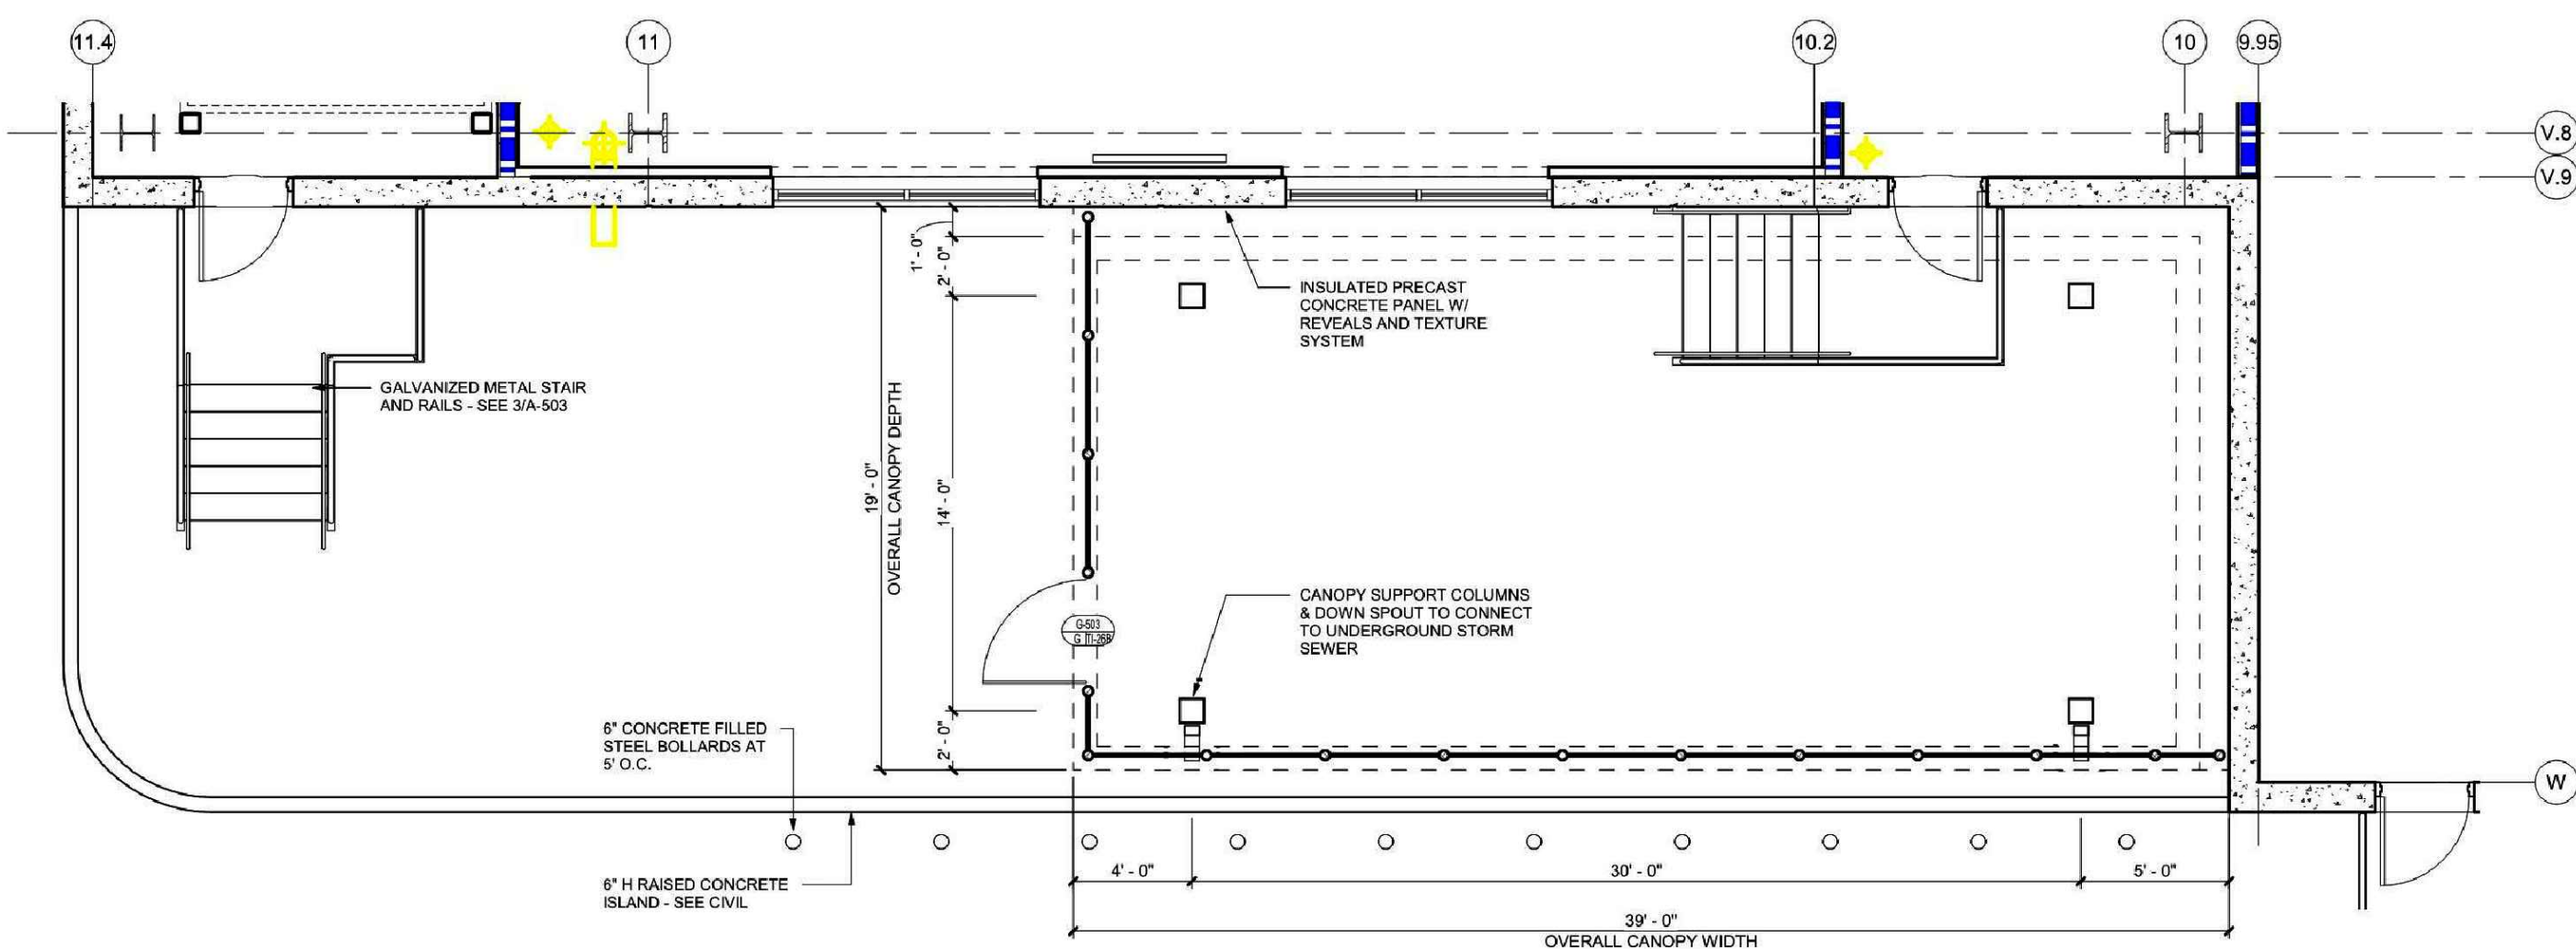 11.4
11
10.2
10
9.95
V.8
V.9
W
1' - 0"
2' - 0"
14' - 0"
2' - 0"
19' - 0"
OVERALL CANOPY DEPTH
INSULATED PRECAST
CONCRETE PANEL W/
REVEALS AND TEXTURE
SYSTEM
GALVANIZED METAL STAIR
AND RAILS - SEE 3/A-503
CANOPY SUPPORT COLUMNS
& DOWN SPOUT TO CONNECT
TO UNDERGROUND STORM
SEWER
G-503
6" CONCRETE FILLED
STEEL BOLLARDS AT
5' O.C.
6" H RAISED CONCRETE
ISLAND - SEE CIVIL
4' - 0"
30' - 0"
5' - 0"
39' - 0"
OVERALL CANOPY WIDTH